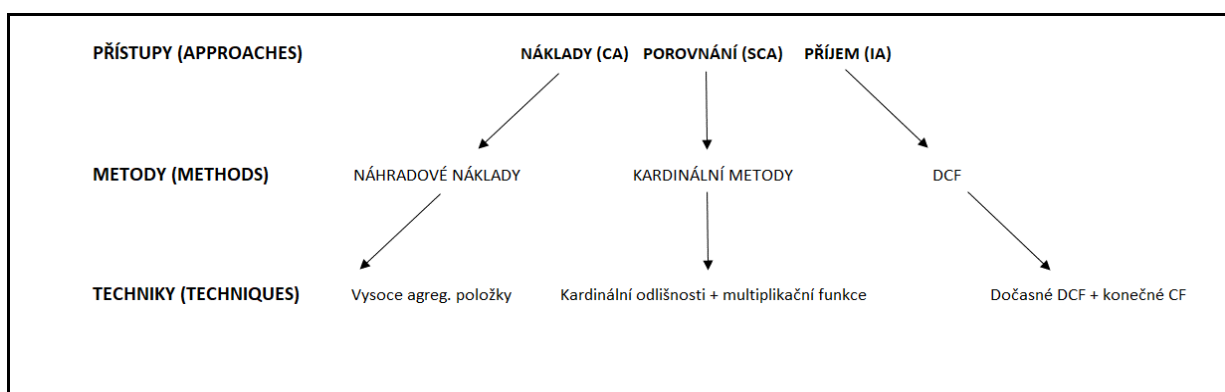 PŘÍSTUPY (APPROACHES) NÁKLADY (CA) POROVNÁNÍ (SCA) PŘÍJEM (IA)
METODY (METHODS) NÁHRADOVÉ NÁKLADY KARDINÁLNÍ METODY DCF
TECHNIKY (TECHNIQUES) Vysoce agreg. položky Kardinální odlišnosti + multiplikační funkce Dočasné DCF + konečné CF